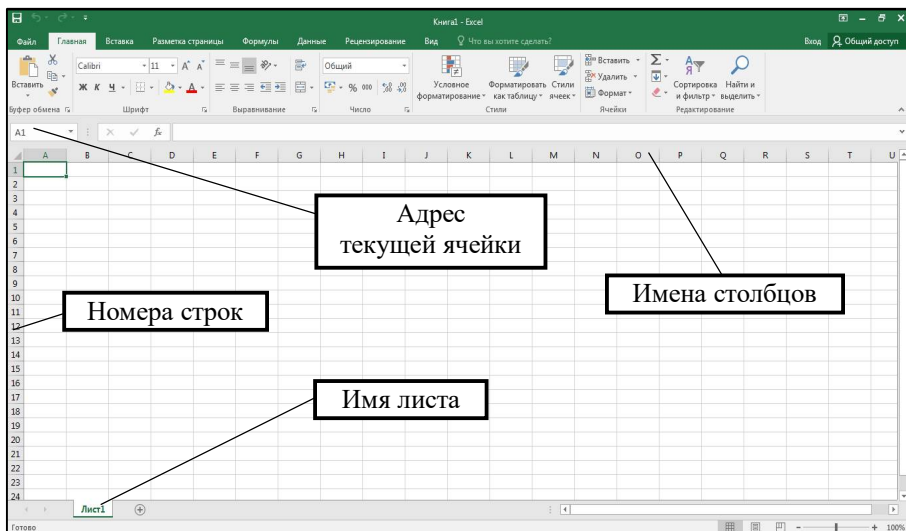 Книга1 - Excel
Файл Главная Вставка Разметка страницы Формулы Данные Рецензирование Вид Что вы хотите сделать? Вход Общий доступ
Вставить
Calibri 11
Ж К Ч
Общий
% 000
Условное форматирование
Форматировать как таблицу
Стили ячеек
Вставить
Удалить
Формат
Сортировка и фильтр
Найти и выделить
Буфер обмена Шрифт Выравнивание Число Стили Ячейки Редактирование
A1 fx
A B C D E F G H I J K L M N O P Q R S T U
1
2
3
4
5
6
7
8
9
10
11
12
13
14
15
16
17
18
19
20
21
22
23
24
Адрес
текущей ячейки
Имена столбцов
Номера строк
Имя листа
Лист1
Готово 100%